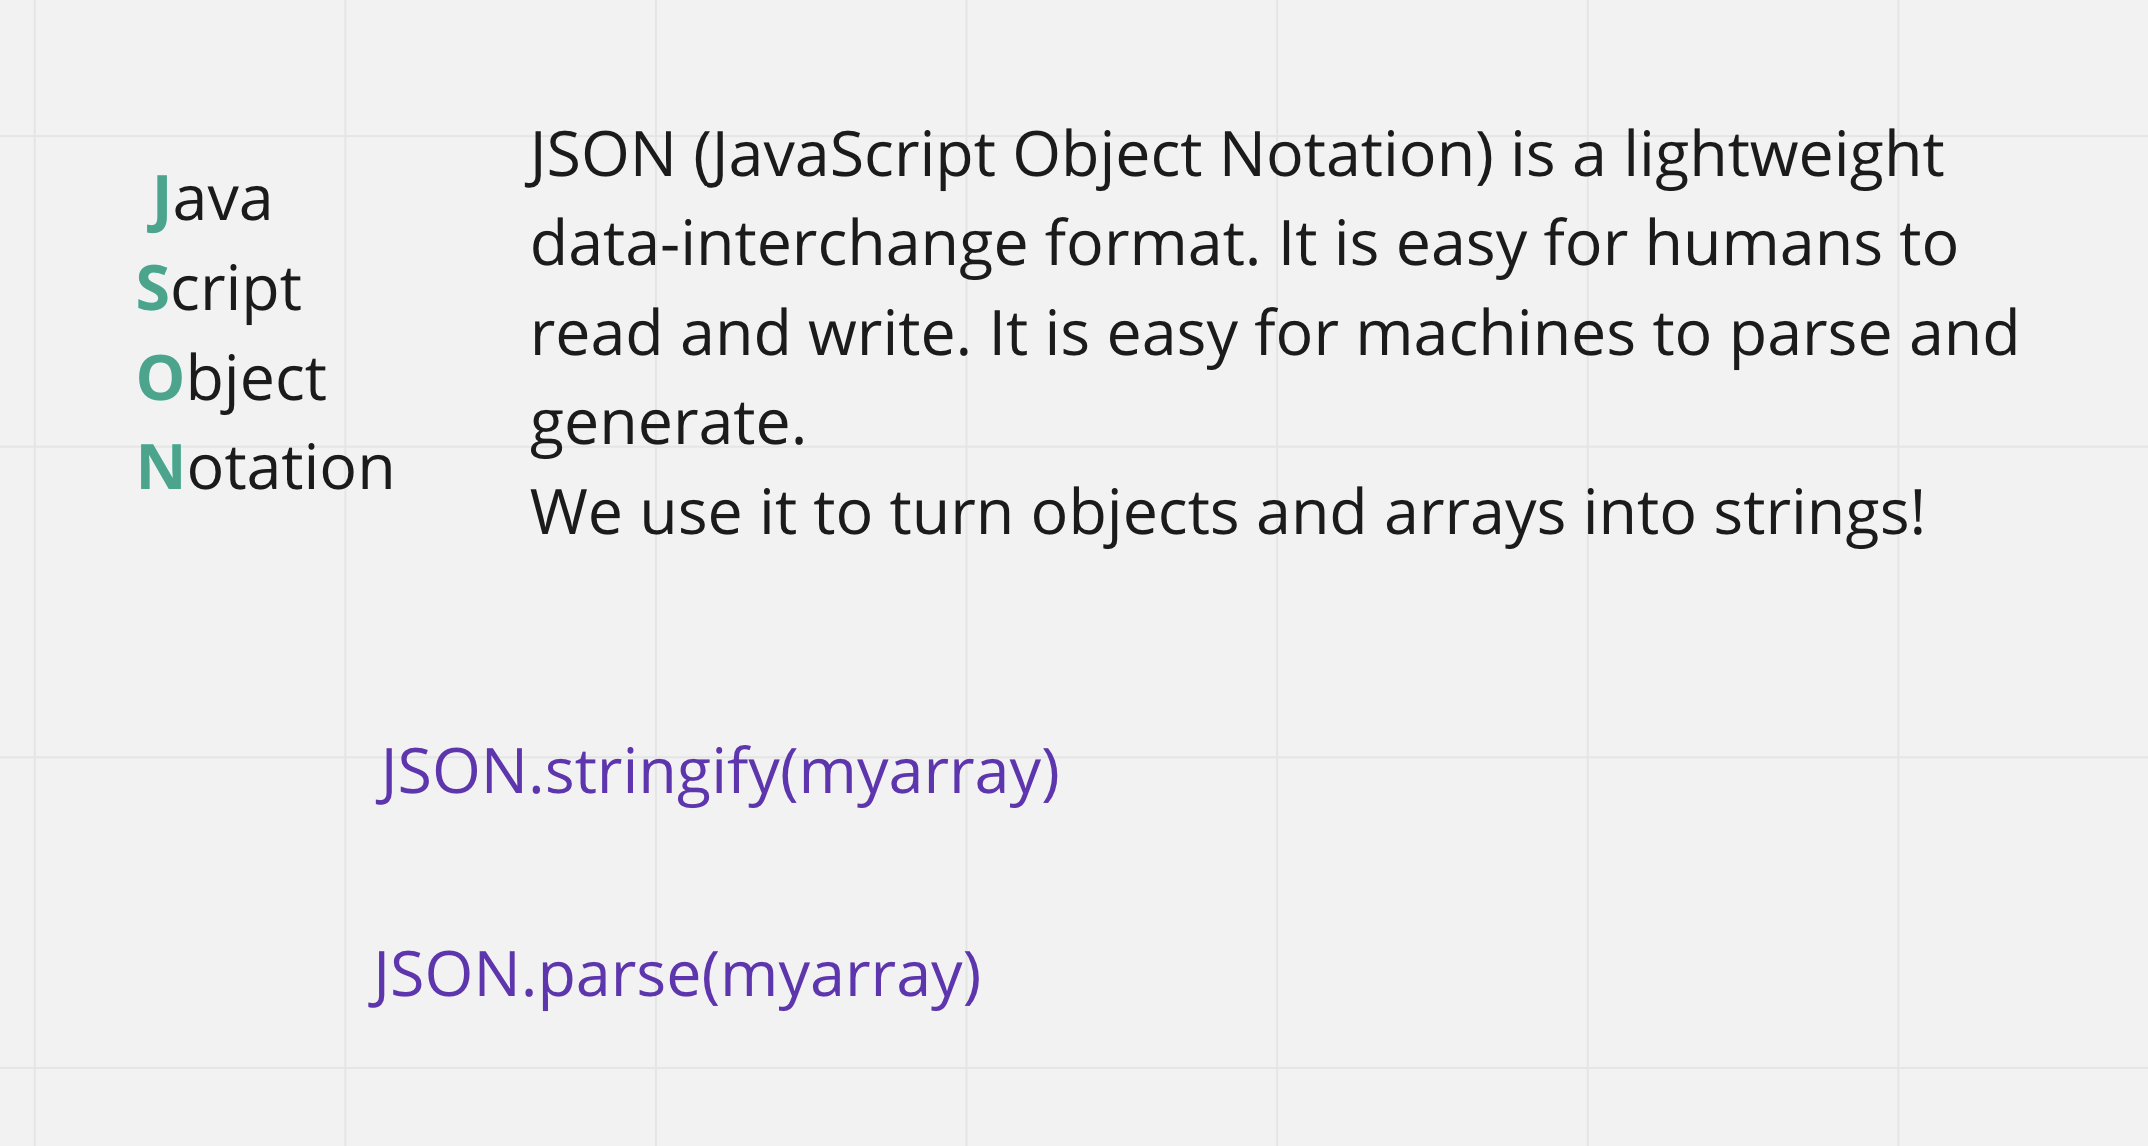 Java
Script
Object
Notation
JSON (JavaScript Object Notation) is a lightweight
data-interchange format. It is easy for humans to
read and write. It is easy for machines to parse and
generate.
We use it to turn objects and arrays into strings!
JSON.stringify(myarray)
JSON.parse(myarray)